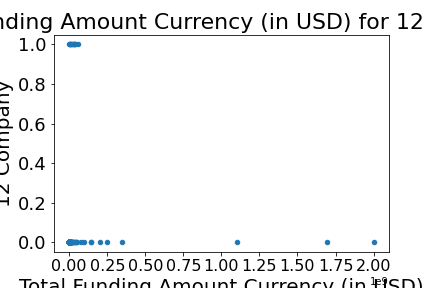 nding Amount Currency (in USD) for 12
1.0
0.8
0.6
0.4
0.2
0.0
12 Company
0.00 0.25 0.50 0.75 1.00 1.25 1.50 1.75 2.00
1e9
Total Funding Amount Currency (in USD)